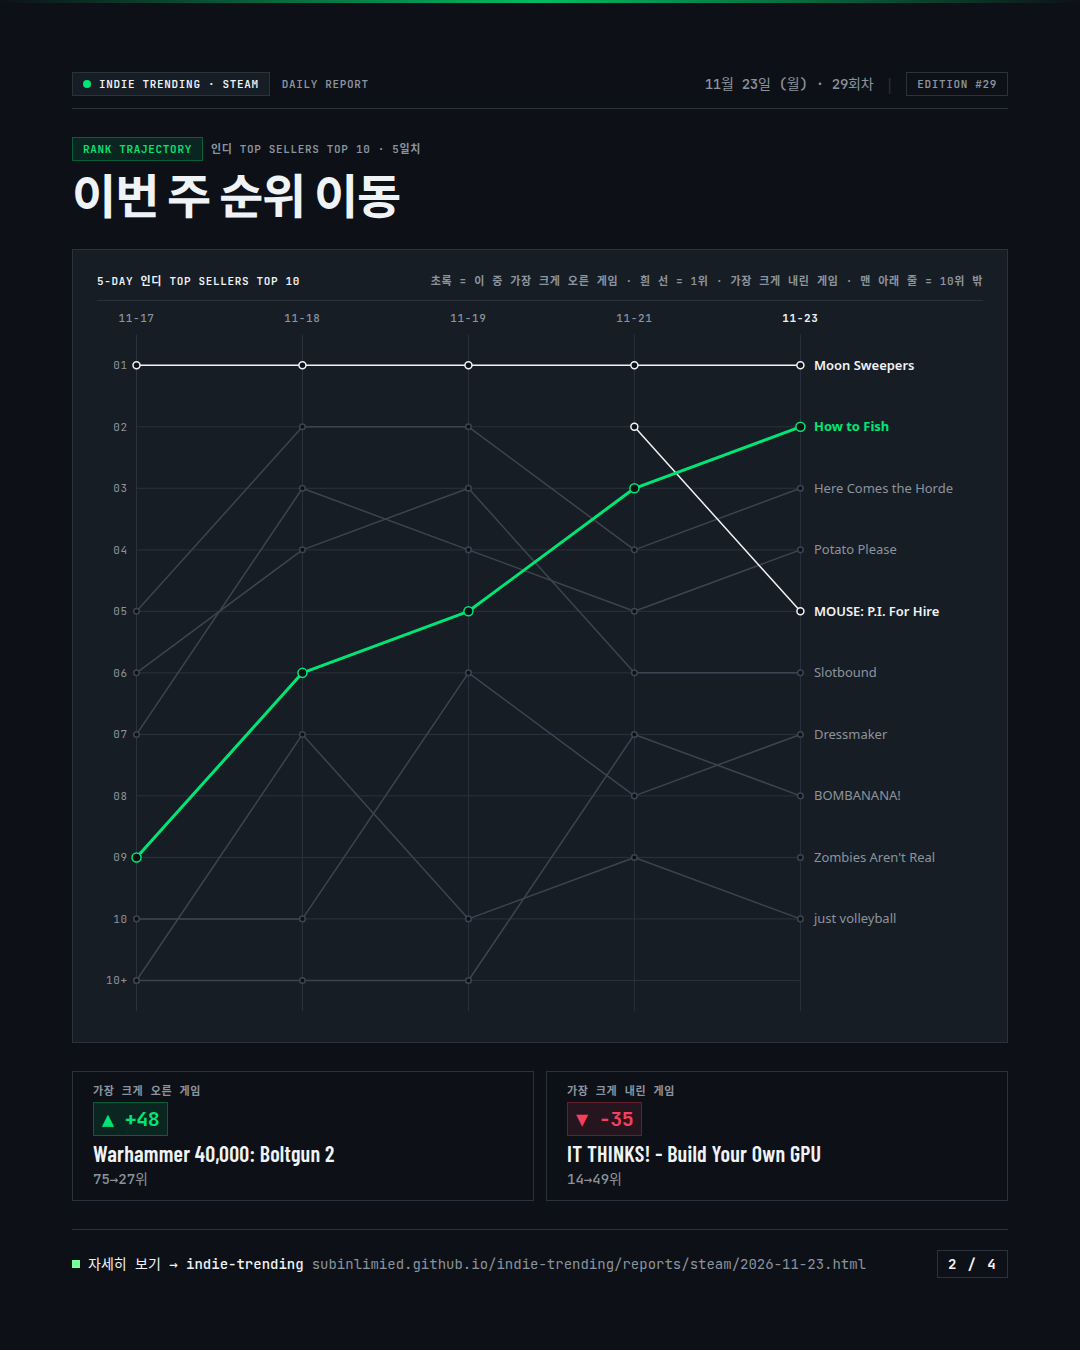 INDIE TRENDING · STEAM DAILY REPORT 11월 23일 (월) · 29회차 | EDITION #29
RANK TRAJECTORY 인디 TOP SELLERS TOP 10 · 5일치
이번 주 순위 이동
5-DAY 인디 TOP SELLERS TOP 10 초록 = 이 중 가장 크게 오른 게임 · 흰 선 = 1위 · 가장 크게 내린 게임 · 맨 아래 줄 = 10위 밖
11-17 11-18 11-19 11-21 11-23
01 Moon Sweepers
02 How to Fish
03 Here Comes the Horde
04 Potato Please
05 MOUSE: P.I. For Hire
06 Slotbound
07 Dressmaker
08 BOMBANANA!
09 Zombies Aren't Real
10 just volleyball
10+
가장 크게 오른 게임
▲ +48
Warhammer 40,000: Boltgun 2
75→27위
가장 크게 내린 게임
▼ -35
IT THINKS! - Build Your Own GPU
14→49위
자세히 보기 → indie-trending subinlimied.github.io/indie-trending/reports/steam/2026-11-23.html 2 / 4